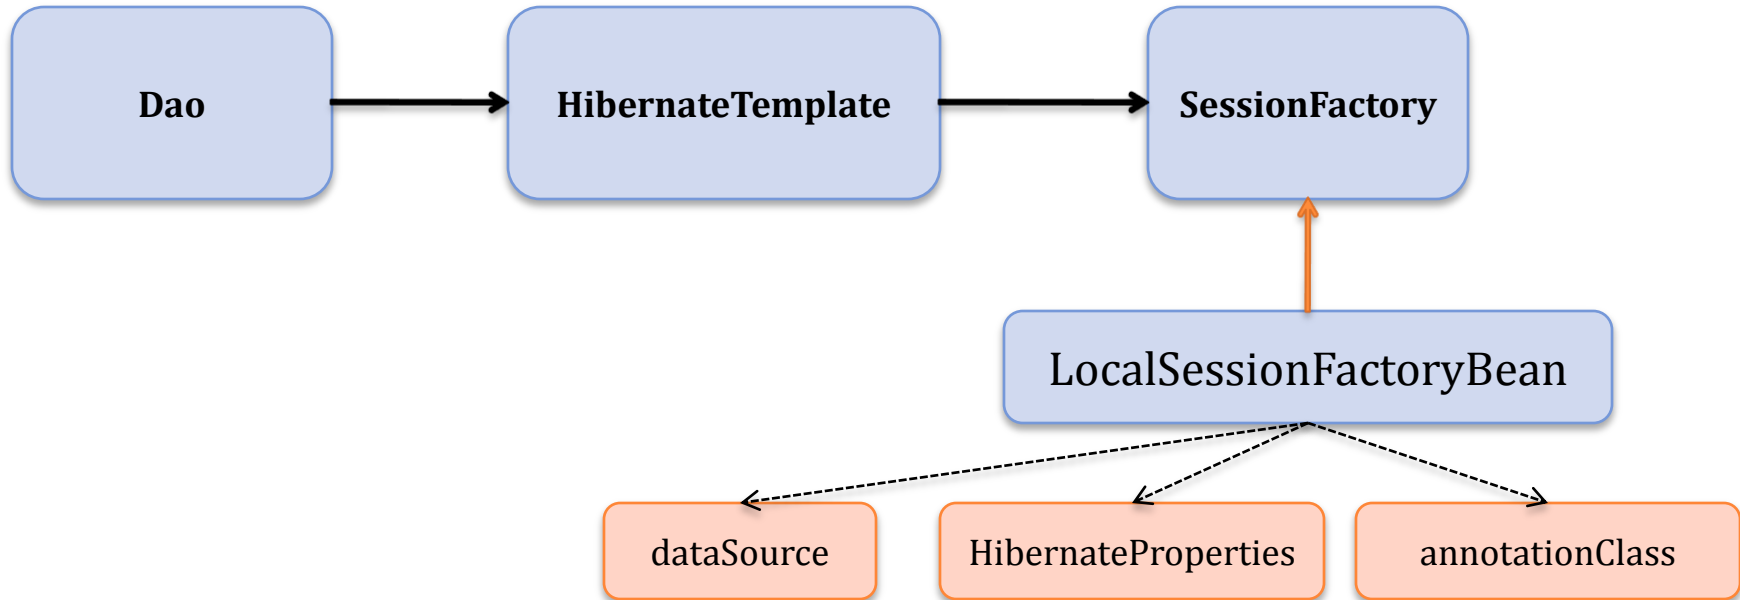 Dao
HibernateTemplate
SessionFactory
LocalSessionFactoryBean
dataSource
HibernateProperties
annotationClass